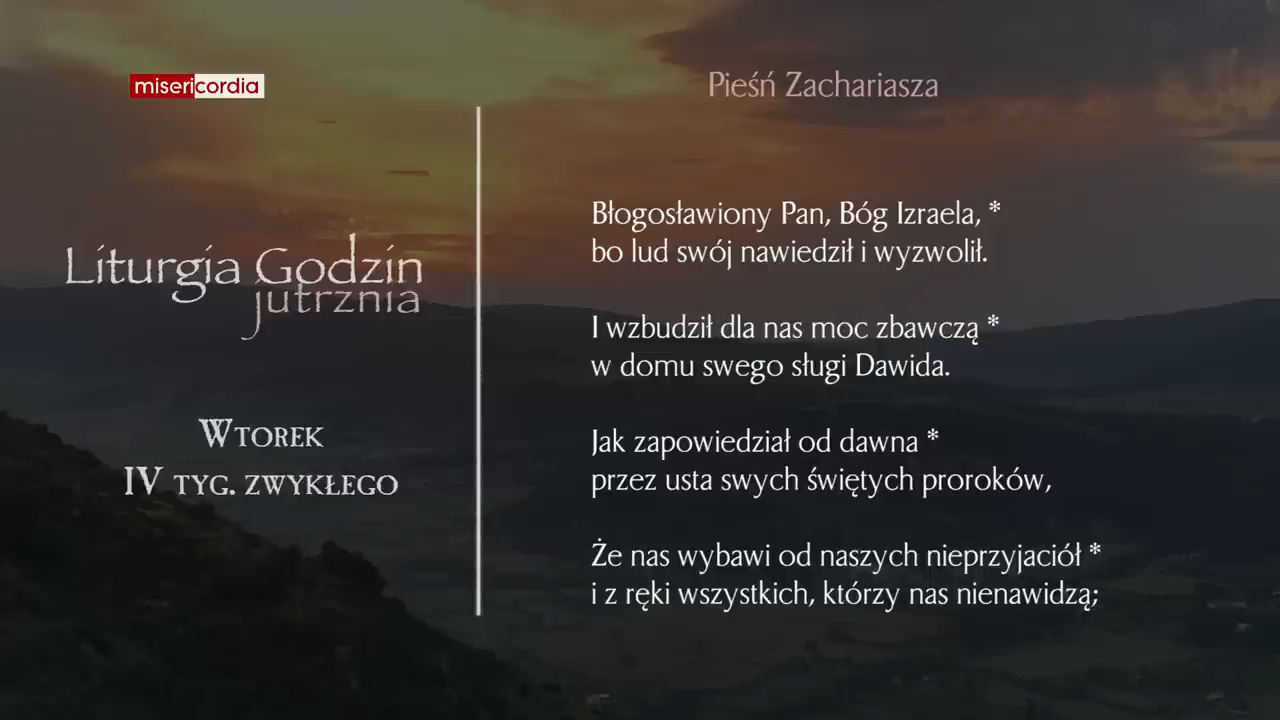 misericordia
Liturgia Godzin
jutrznia
Wtorek
IV tyg. zwykłego
Pieśń Zachariasza
Błogosławiony Pan, Bóg Izraela, *
bo lud swój nawiedził i wyzwolił.
I wzbudził dla nas moc zbawczą *
w domu swego sługi Dawida.
Jak zapowiedział od dawna *
przez usta swych świętych proroków,
Że nas wybawi od naszych nieprzyjaciół *
i z ręki wszystkich, którzy nas nienawidzą;